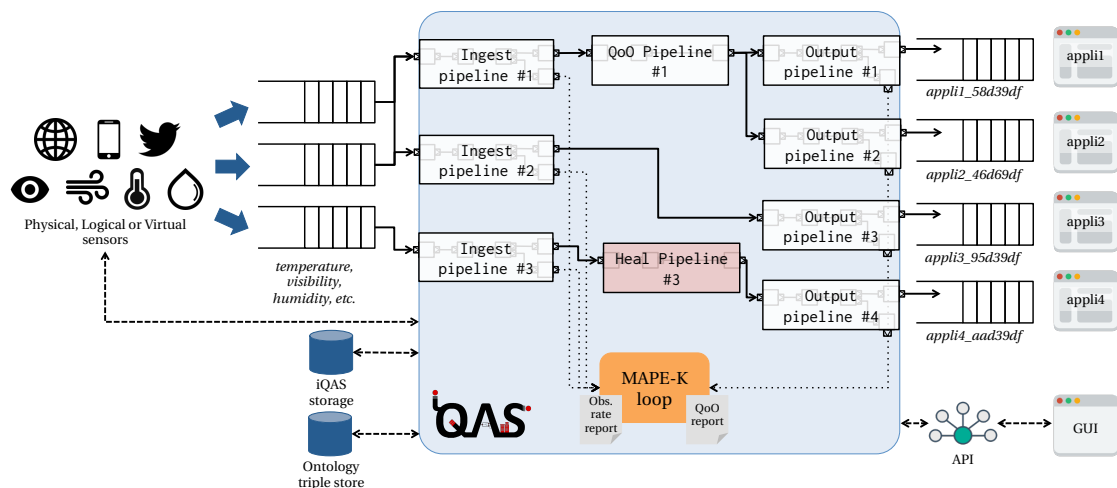 Ingest
pipeline #1
QoO Pipeline
#1
Output
pipeline #1
appli1_58d39df
appli1
Ingest
pipeline #2
Output
pipeline #2
appli2_46d69df
appli2
Physical, Logical or Virtual
sensors
temperature,
visibility,
humidity, etc.
Ingest
pipeline #3
Heal Pipeline
#3
Output
pipeline #3
appli3_95d39df
appli3
Output
pipeline #4
appli4_aad39df
appli4
iQAS
storage
Ontology
triple store
iQAS
MAPE-K
loop
Obs.
rate
report
QoO
report
API
GUI